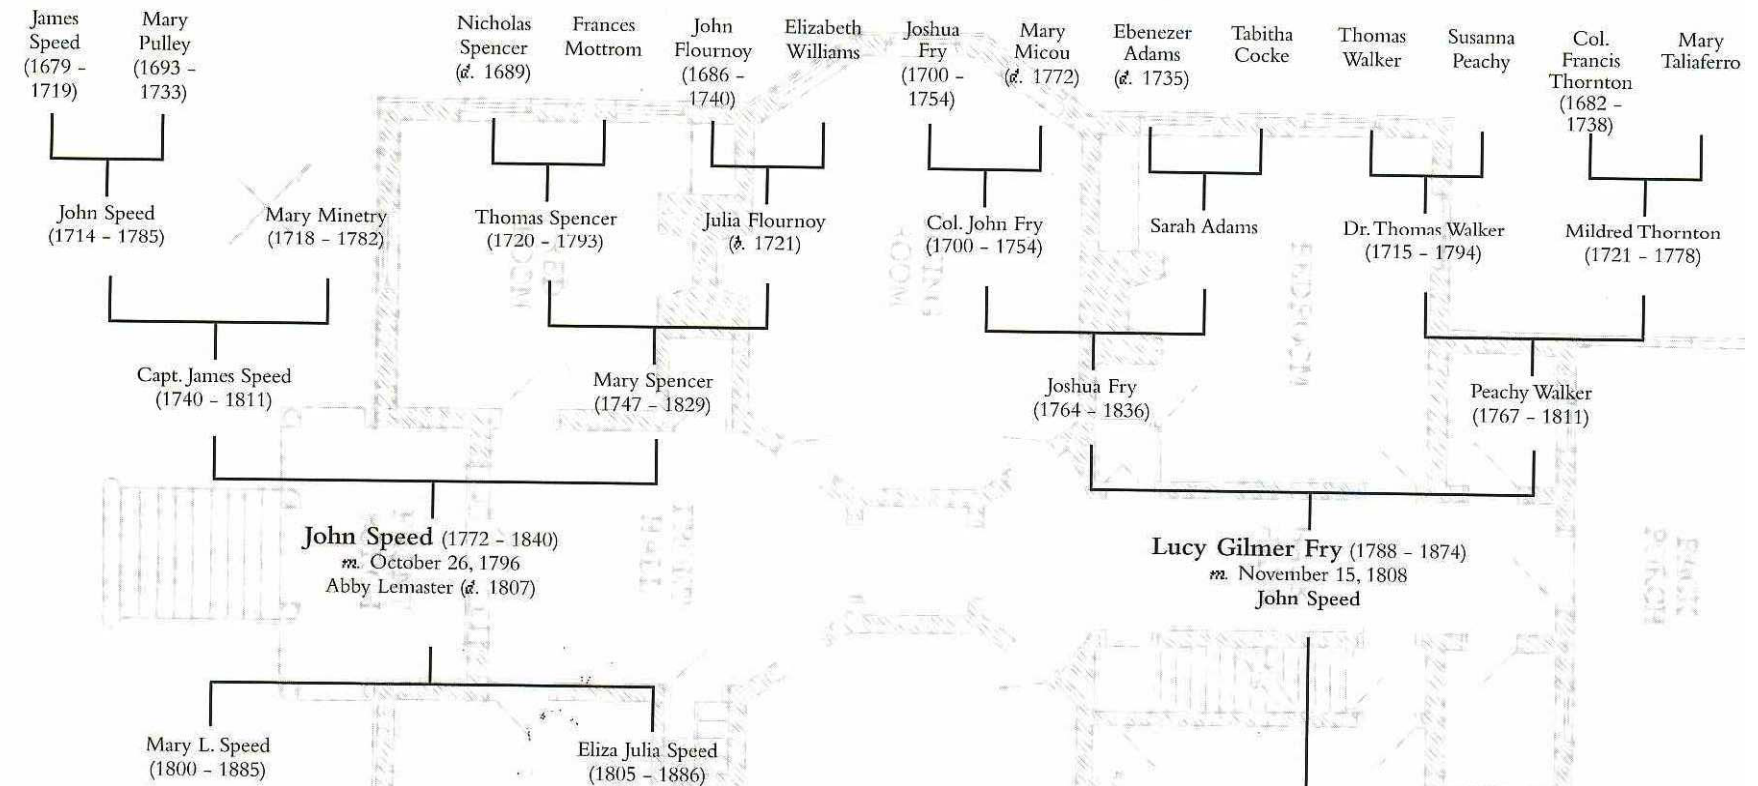 James
Speed
(1679 –
1719)
Mary
Pulley
(1693 –
1733)
Nicholas
Spencer
(d. 1689)
Frances
Mottrom
John
Flournoy
(1686 –
1740)
Elizabeth
Williams
Joshua
Fry
(1700 –
1754)
Mary
Micou
(d. 1772)
Ebenezer
Adams
(d. 1735)
Tabitha
Cocke
Thomas
Walker
Susanna
Peachy
Col.
Francis
Thornton
(1682 –
1738)
Mary
Taliaferro
John Speed
(1714 – 1785)
Mary Minetry
(1718 – 1782)
Thomas Spencer
(1720 – 1793)
Julia Flournoy
(b. 1721)
Col. John Fry
(1700 – 1754)
Sarah Adams
Dr. Thomas Walker
(1715 – 1794)
Mildred Thornton
(1721 – 1778)
Capt. James Speed
(1740 – 1811)
Mary Spencer
(1747 – 1829)
Joshua Fry
(1764 – 1836)
Peachy Walker
(1767 – 1811)
John Speed (1772 – 1840)
m. October 26, 1796
Abby Lemaster (d. 1807)
Lucy Gilmer Fry (1788 – 1874)
m. November 15, 1808
John Speed
Mary L. Speed
(1800 – 1885)
Eliza Julia Speed
(1805 – 1886)